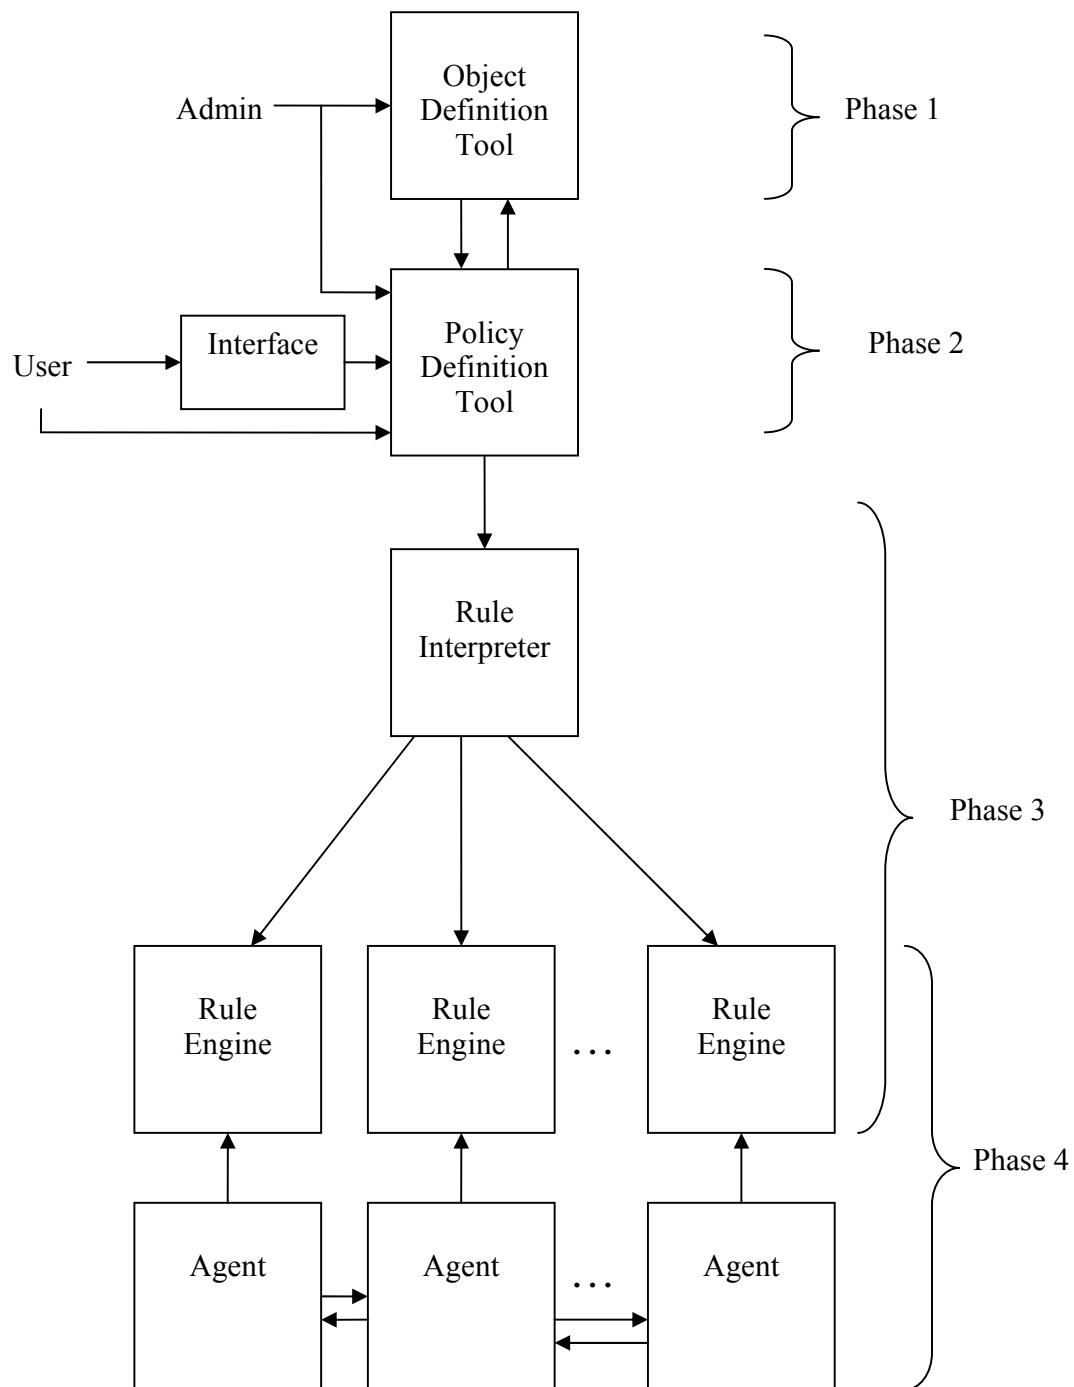 Object
Definition
Tool
Admin
Phase 1
Interface
User
Policy
Definition
Tool
Phase 2
Rule
Interpreter
Phase 3
Rule
Engine
Rule
Engine
...
Rule
Engine
Phase 4
Agent
Agent
...
Agent